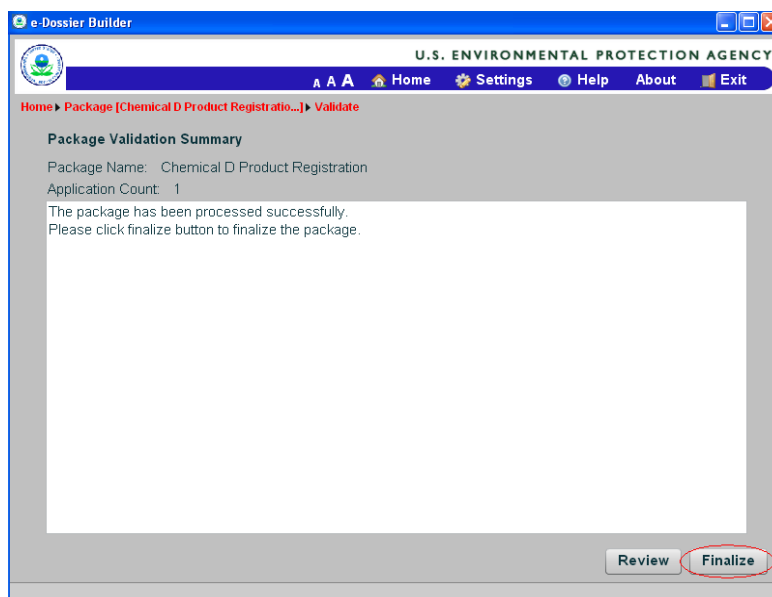 e-Dossier Builder
U.S. ENVIRONMENTAL PROTECTION AGENCY
A A A Home Settings Help About Exit
Home Package [Chemical D Product Registratio...] Validate
Package Validation Summary
Package Name: Chemical D Product Registration
Application Count: 1
The package has been processed successfully.
Please click finalize button to finalize the package.
Review Finalize